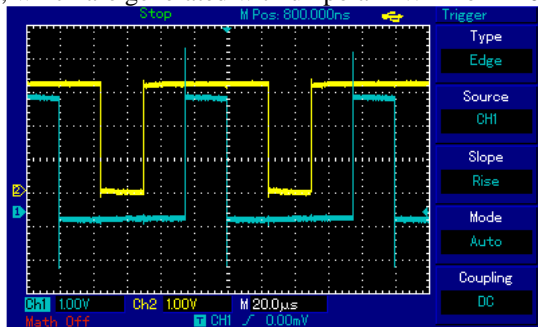 Stop M Pos: 800.000ns Trigger
Type
Edge
Source
CH1
Slope
Rise
2
Mode
1
Auto
Coupling
DC
Ch1 1.00V Ch2 1.00V M 20.0µs
Math Off T CH1 0.00mV